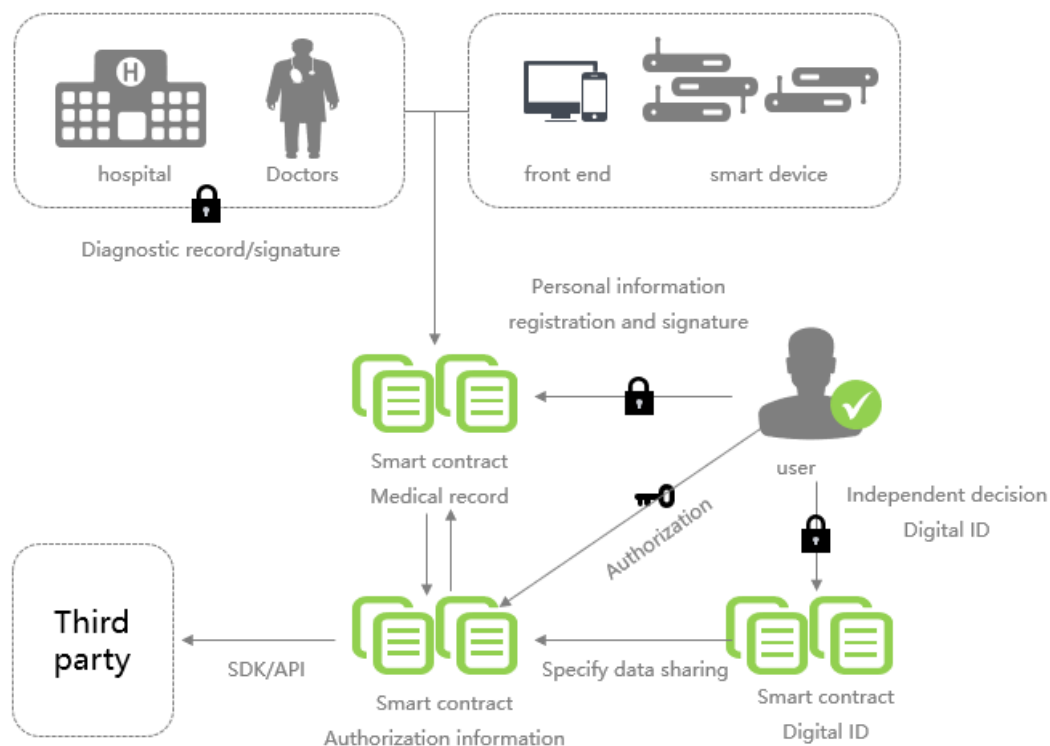 H
hospital
Doctors
front end
smart device
Diagnostic record/signature
Personal information
registration and signature
Smart contract
Medical record
user
Independent decision
Digital ID
Authorization
Third
party
SDK/API
Smart contract
Authorization information
Specify data sharing
Smart contract
Digital ID